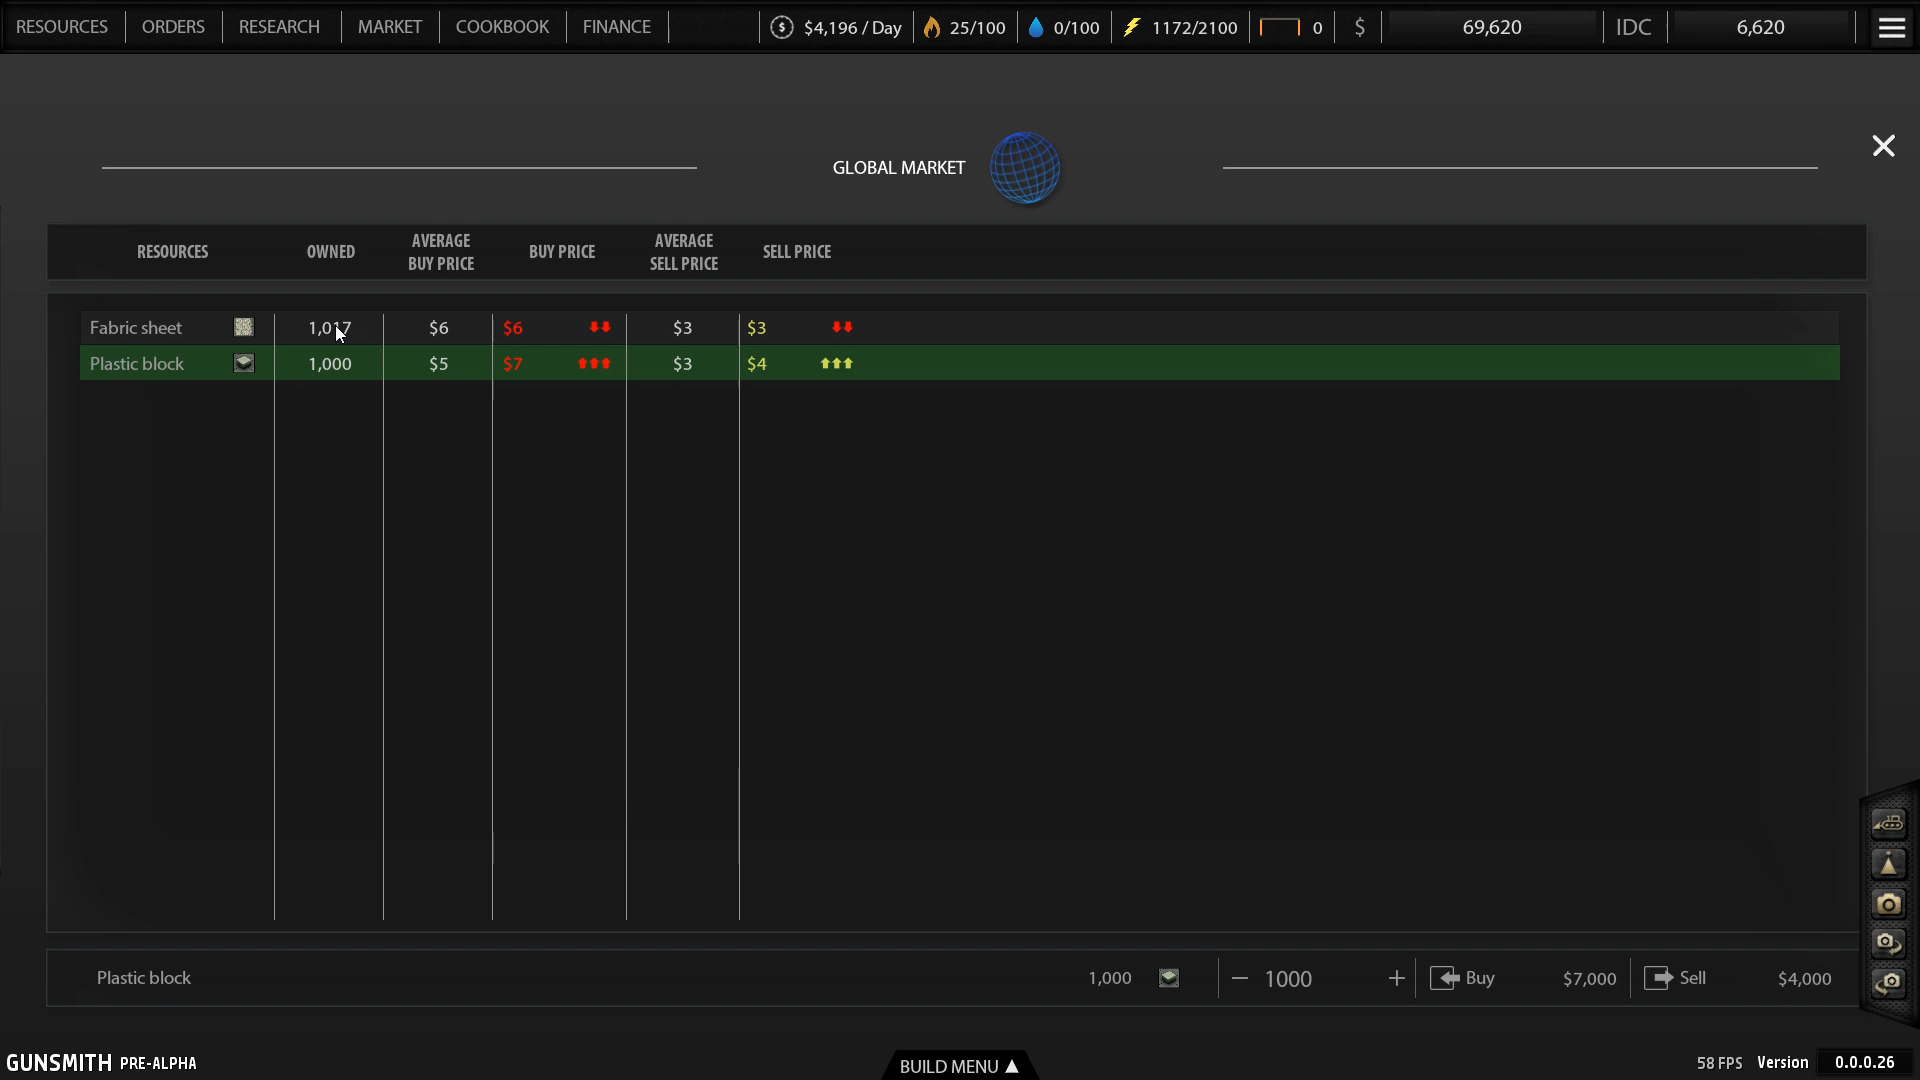 RESOURCES ORDERS RESEARCH MARKET COOKBOOK FINANCE $4,196 / Day 25/100 0/100 1172/2100 0 $ 69,620 IDC 6,620
GLOBAL MARKET
RESOURCES OWNED AVERAGE BUY PRICE BUY PRICE AVERAGE SELL PRICE SELL PRICE
Fabric sheet 1,017 $6 $6 $3 $3
Plastic block 1,000 $5 $7 $3 $4
Plastic block 1,000 − 1000 + Buy $7,000 Sell $4,000
GUNSMITH PRE-ALPHA BUILD MENU ▲ 58 FPS Version 0.0.0.26